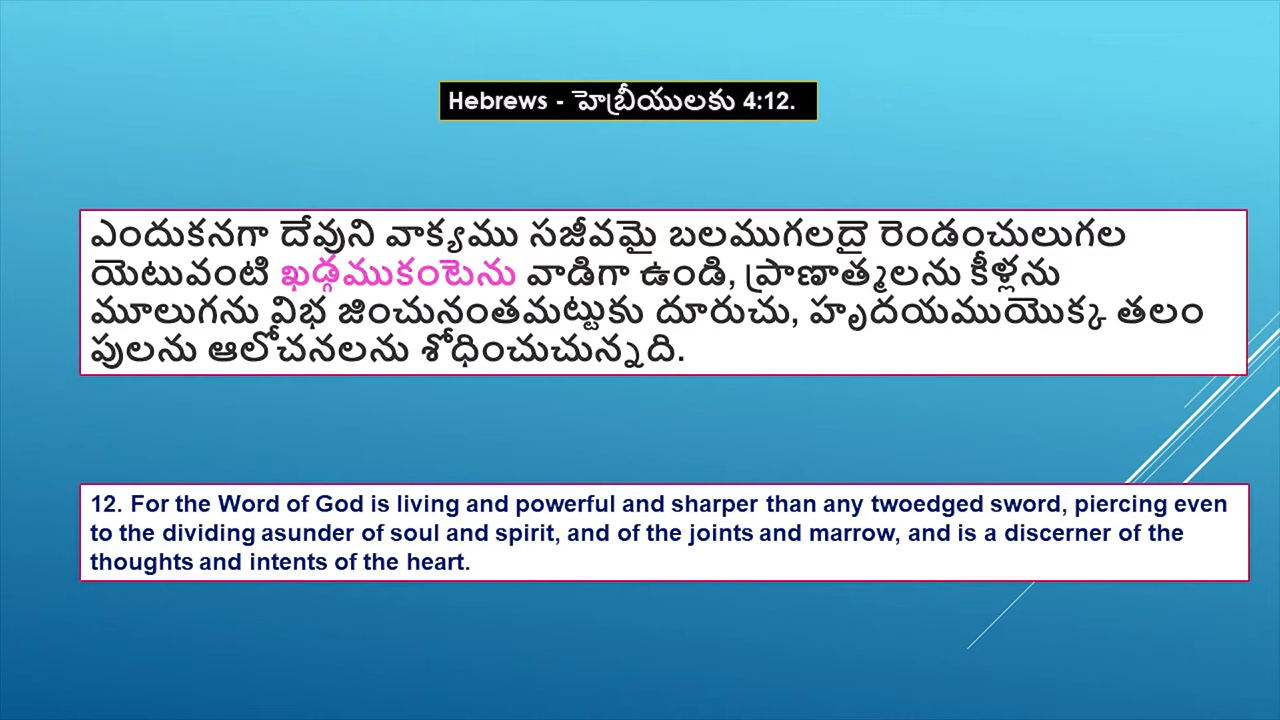 Hebrews - హెబ్రీయులకు 4:12.
ఎందుకనగా దేవుని వాక్యము సజీవమై బలముగలదై రెండంచులుగల
యెటువంటి ఖడ్గముకంటెను వాడిగా ఉండి, ప్రాణాత్మలను కీళ్లను
మూలుగను విభ జించునంతమట్టుకు దూరుచు, హృదయముయొక్క తలం
పులను ఆలోచనలను శోధించుచున్నది.
12. For the Word of God is living and powerful and sharper than any twoedged sword, piercing even
to the dividing asunder of soul and spirit, and of the joints and marrow, and is a discerner of the
thoughts and intents of the heart.